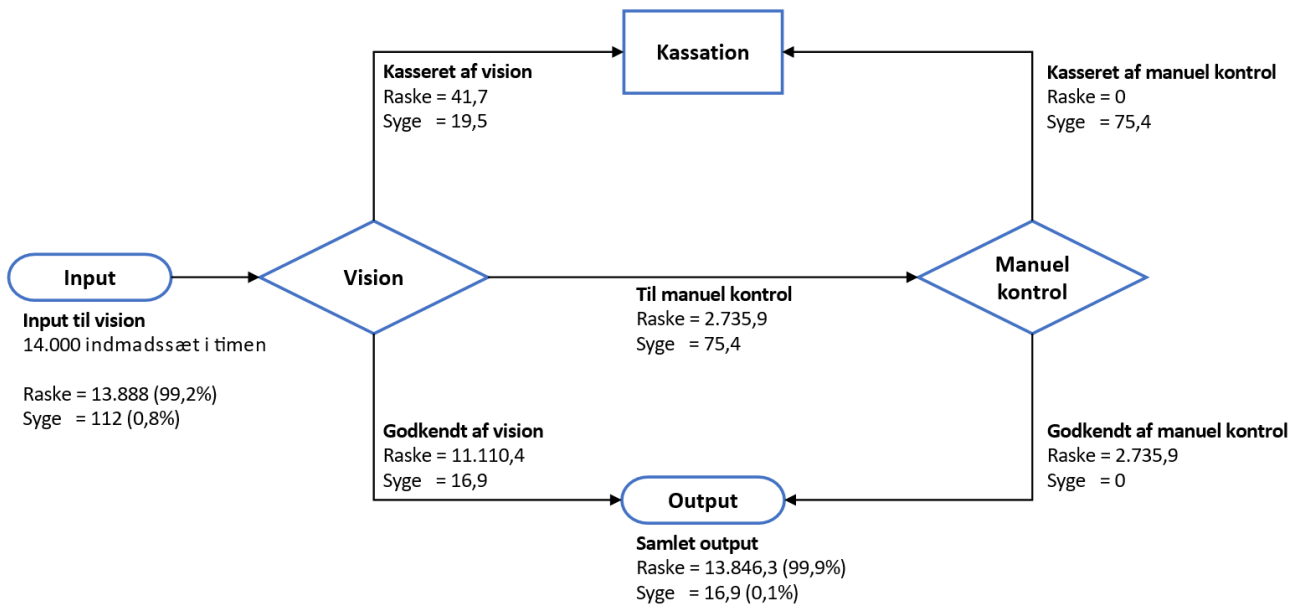 Kassation
Kasseret af vision
Raske = 41,7
Syge = 19,5
Kasseret af manuel kontrol
Raske = 0
Syge = 75,4
Input
Vision
Manuel
kontrol
Input til vision
14.000 indmadssæt i timen
Raske = 13.888 (99,2%)
Syge = 112 (0,8%)
Til manuel kontrol
Raske = 2.735,9
Syge = 75,4
Godkendt af vision
Raske = 11.110,4
Syge = 16,9
Godkendt af manuel kontrol
Raske = 2.735,9
Syge = 0
Output
Samlet output
Raske = 13.846,3 (99,9%)
Syge = 16,9 (0,1%)